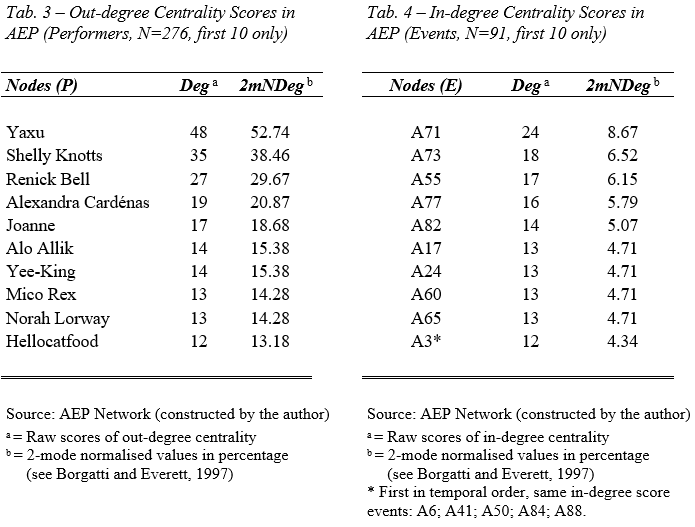 Tab. 3 – Out-degree Centrality Scores in
AEP (Performers, N=276, first 10 only)
Nodes (P) Deg a 2mNDeg b
Yaxu 48 52.74
Shelly Knotts 35 38.46
Renick Bell 27 29.67
Alexandra Cardénas 19 20.87
Joanne 17 18.68
Alo Allik 14 15.38
Yee-King 14 15.38
Mico Rex 13 14.28
Norah Lorway 13 14.28
Hellocatfood 12 13.18
Source: AEP Network (constructed by the author)
a = Raw scores of out-degree centrality
b = 2-mode normalised values in percentage
(see Borgatti and Everett, 1997)
Tab. 4 – In-degree Centrality Scores in
AEP (Events, N=91, first 10 only)
Nodes (E) Deg a 2mNDeg b
A71 24 8.67
A73 18 6.52
A55 17 6.15
A77 16 5.79
A82 14 5.07
A17 13 4.71
A24 13 4.71
A60 13 4.71
A65 13 4.71
A3* 12 4.34
Source: AEP Network (constructed by the author)
a = Raw scores of in-degree centrality
b = 2-mode normalised values in percentage
(see Borgatti and Everett, 1997)
* First in temporal order, same in-degree score
events: A6; A41; A50; A84; A88.